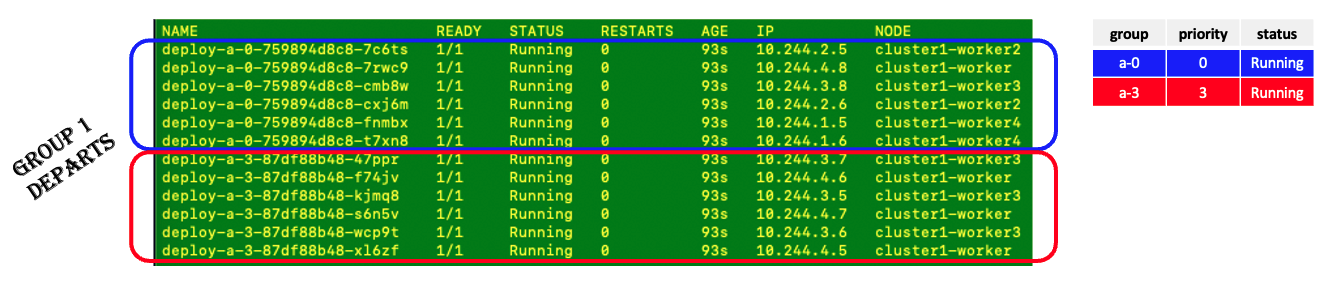 GROUP 1
DEPARTS
NAME READY STATUS RESTARTS AGE IP NODE
deploy-a-0-759894d8c8-7c6ts 1/1 Running 0 93s 10.244.2.5 cluster1-worker2
deploy-a-0-759894d8c8-7rwc9 1/1 Running 0 93s 10.244.4.8 cluster1-worker
deploy-a-0-759894d8c8-cmb8w 1/1 Running 0 93s 10.244.3.8 cluster1-worker3
deploy-a-0-759894d8c8-cxj6m 1/1 Running 0 93s 10.244.2.6 cluster1-worker2
deploy-a-0-759894d8c8-fnmbx 1/1 Running 0 93s 10.244.1.5 cluster1-worker4
deploy-a-0-759894d8c8-t7xn8 1/1 Running 0 93s 10.244.1.6 cluster1-worker4
deploy-a-3-87df88b48-47ppr 1/1 Running 0 93s 10.244.3.7 cluster1-worker3
deploy-a-3-87df88b48-f74jv 1/1 Running 0 93s 10.244.4.6 cluster1-worker
deploy-a-3-87df88b48-kjmq8 1/1 Running 0 93s 10.244.3.5 cluster1-worker3
deploy-a-3-87df88b48-s6n5v 1/1 Running 0 93s 10.244.4.7 cluster1-worker
deploy-a-3-87df88b48-wcp9t 1/1 Running 0 93s 10.244.3.6 cluster1-worker3
deploy-a-3-87df88b48-xl6zf 1/1 Running 0 93s 10.244.4.5 cluster1-worker
group priority status
a-0 0 Running
a-3 3 Running